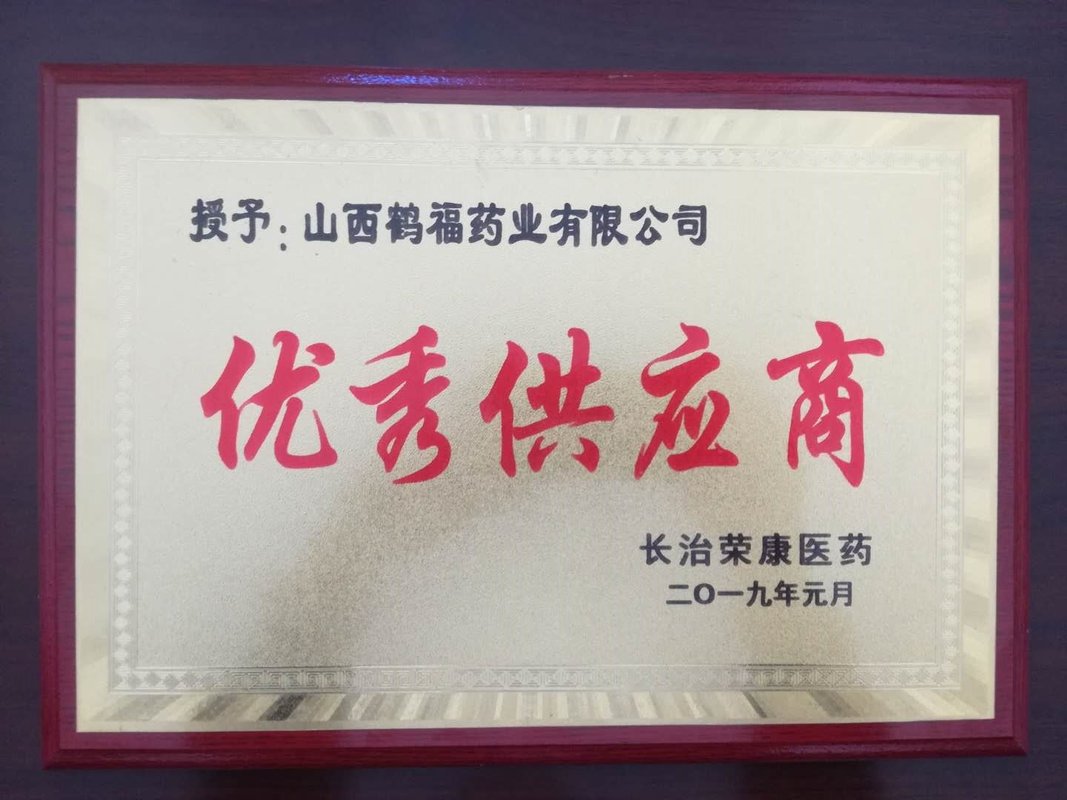 授予：山西鹤福药业有限公司
优秀供应商
长治荣康医药
二〇一九年元月